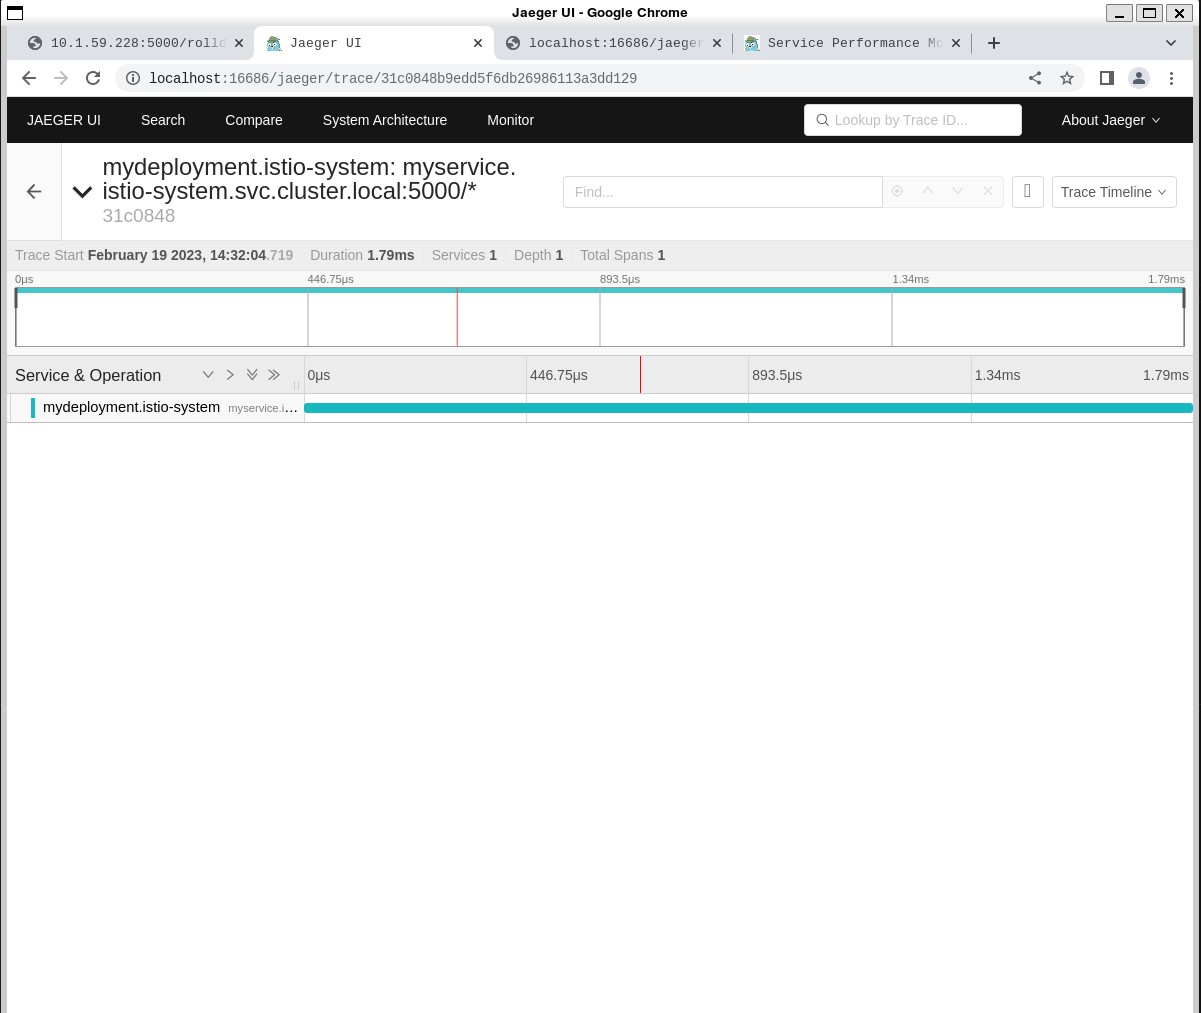 Jaeger UI - Google Chrome
10.1.59.228:5000/rolld
Jaeger UI
localhost:16686/jaeger
Service Performance Mo
localhost:16686/jaeger/trace/31c0848b9edd5f6db26986113a3dd129
JAEGER UI Search Compare System Architecture Monitor Lookup by Trace ID... About Jaeger
mydeployment.istio-system: myservice.
istio-system.svc.cluster.local:5000/*
31c0848
Find...
Trace Timeline
Trace Start February 19 2023, 14:32:04.719 Duration 1.79ms Services 1 Depth 1 Total Spans 1
0μs 446.75μs 893.5μs 1.34ms 1.79ms
Service & Operation 0μs 446.75μs 893.5μs 1.34ms 1.79ms
mydeployment.istio-system myservice.i...